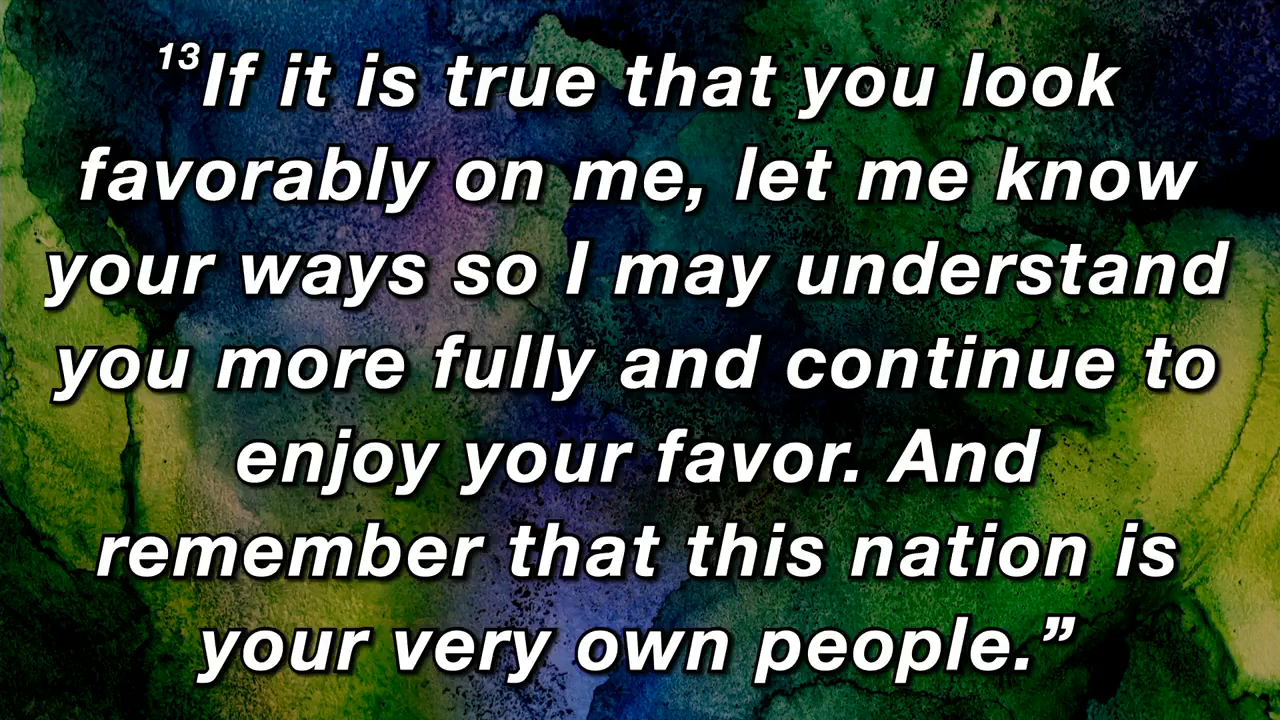 ¹³If it is true that you look
favorably on me, let me know
your ways so I may understand
you more fully and continue to
enjoy your favor. And
remember that this nation is
your very own people.”